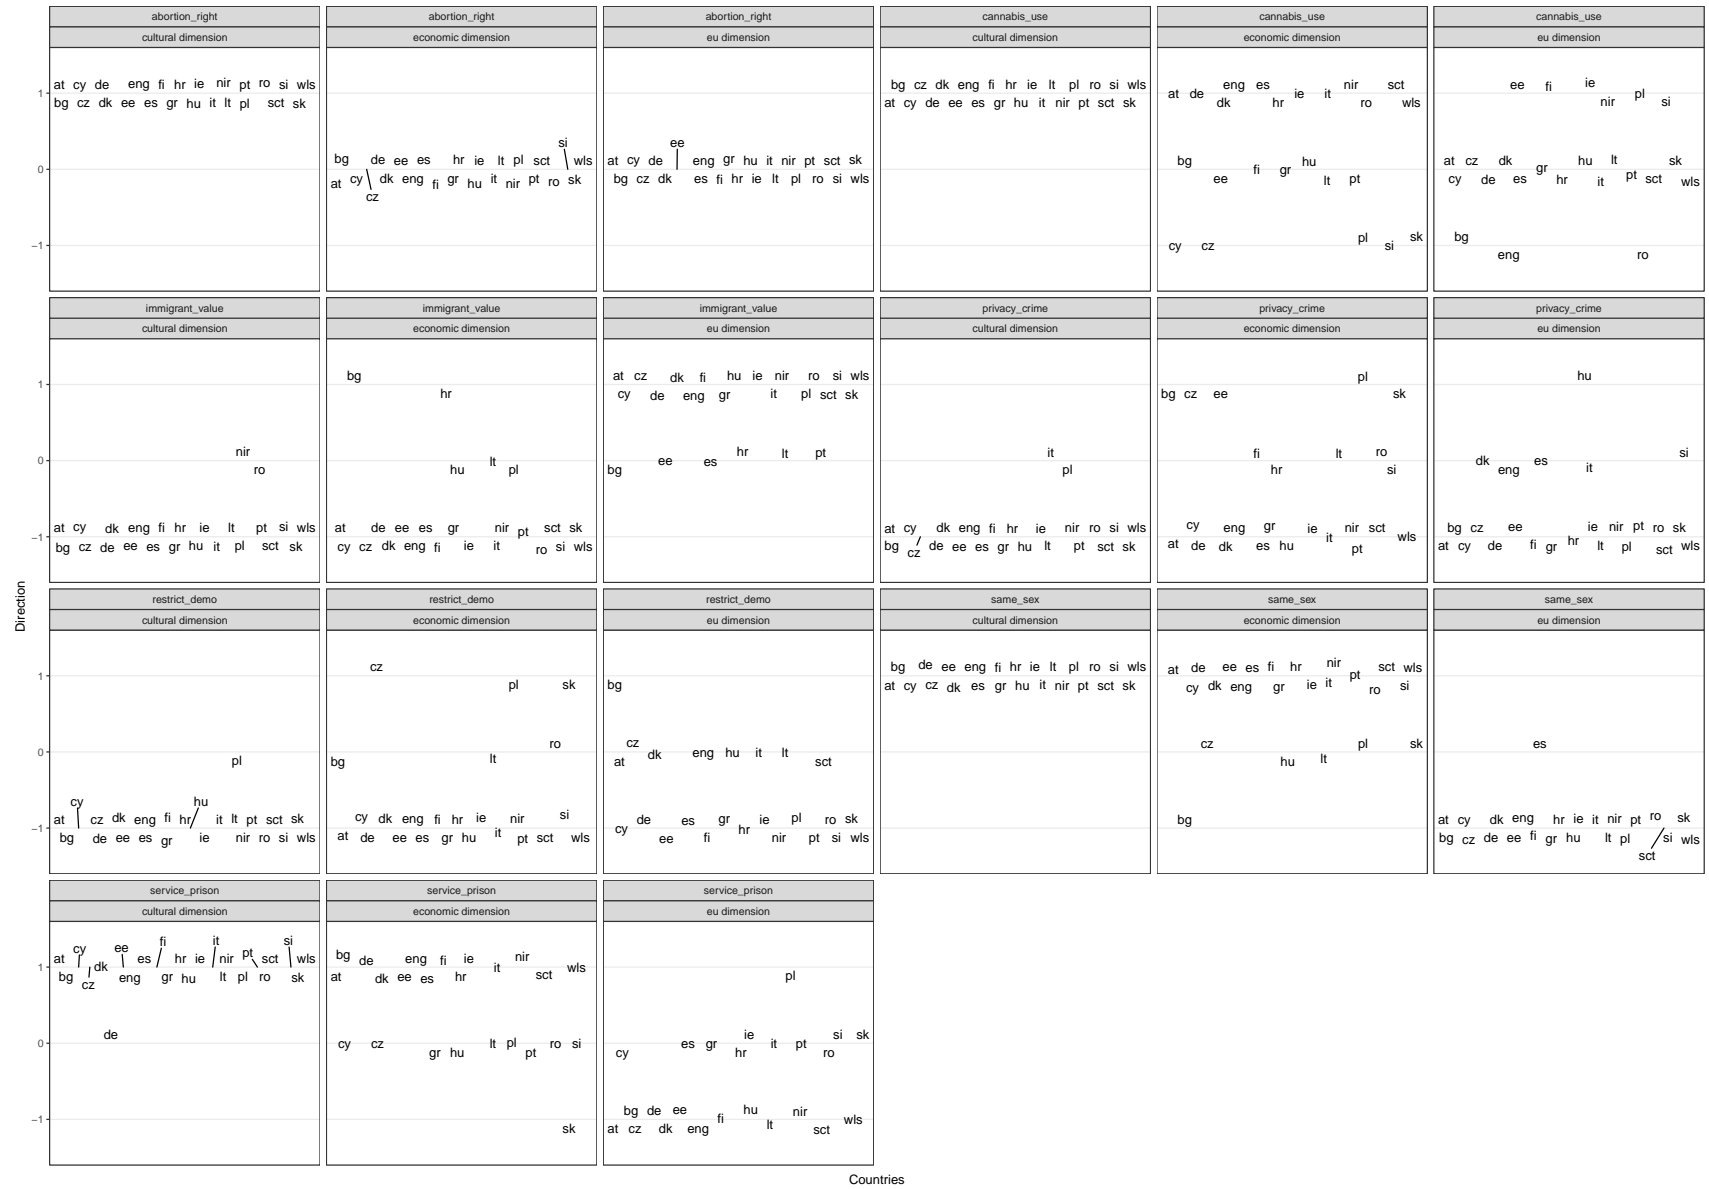 abortion_right abortion_right abortion_right cannabis_use cannabis_use cannabis_use
cultural dimension economic dimension eu dimension cultural dimension economic dimension eu dimension
at cy de eng fi hr ie nir pt ro si wls
bg cz dk ee es gr hu it lt pl sct sk
si
bg de ee es hr ie lt pl sct wls
at cy dk eng fi gr hu it nir pt ro sk
cz
ee
at cy de eng gr hu it nir pt sct sk
bg cz dk es fi hr ie lt pl ro si wls
bg cz dk eng fi hr ie lt pl ro si wls
at cy de ee es gr hu it nir pt sct sk
at de eng es ie it nir sct
dk hr ro wls
bg fi gr hu
ee lt pt
cy cz pl si sk
ee fi ie pl
nir si
at cz dk gr hu lt pt sk
cy de es hr it sct wls
bg
eng ro
1
0
−1
immigrant_value immigrant_value immigrant_value privacy_crime privacy_crime privacy_crime
cultural dimension economic dimension eu dimension cultural dimension economic dimension eu dimension
nir
ro
at cy dk eng fi hr ie lt pt si wls
bg cz de ee es gr hu it pl sct sk
bg
hr
hu lt pl
at de ee es gr nir pt sct sk
cy cz dk eng fi ie it ro si wls
at cz dk fi hu ie nir ro si wls
cy de eng gr it pl sct sk
bg ee es hr lt pt
it
pl
at cy dk eng fi hr ie nir ro si wls
bg cz de ee es gr hu lt pt sct sk
pl
bg cz ee sk
fi lt ro
hr si
cy eng gr ie it nir sct wls
at de dk es hu pt
hu
dk eng es it si
bg cz ee ie nir pt ro sk
at cy de fi gr hr lt pl sct wls
1
0
−1
restrict_demo restrict_demo restrict_demo same_sex same_sex same_sex
cultural dimension economic dimension eu dimension cultural dimension economic dimension eu dimension
pl
cy hu
at cz dk eng fi hr it lt pt sct sk
bg de ee es gr ie nir ro si wls
cz
pl sk
ro
bg lt
cy dk eng fi hr ie nir si
at de ee es gr hu it pt sct wls
bg
cz
at dk eng hu it lt sct
cy de es gr hr ie pl ro sk
ee fi nir pt si wls
bg de ee eng fi hr ie lt pl ro si wls
at cy cz dk es gr hu it nir pt sct sk
at de ee es fi hr nir pt sct wls
cy dk eng gr ie it ro si
cz pl sk
hu lt
bg
es
at cy dk eng hr ie it nir pt ro sk
bg cz de ee fi gr hu lt pl si wls
sct
1
0
−1
service_prison service_prison service_prison
cultural dimension economic dimension eu dimension
cy ee fi it si
at dk es hr ie nir pt sct wls
bg cz eng gr hu lt pl ro sk
de
bg de eng fi ie it nir wls
at dk ee es hr sct
cy cz lt pl ro si
gr hu pt
sk
pl
ie si sk
cy es gr hr it pt ro
bg de ee fi hu nir wls
at cz dk eng lt sct
1
0
−1
Direction
Countries